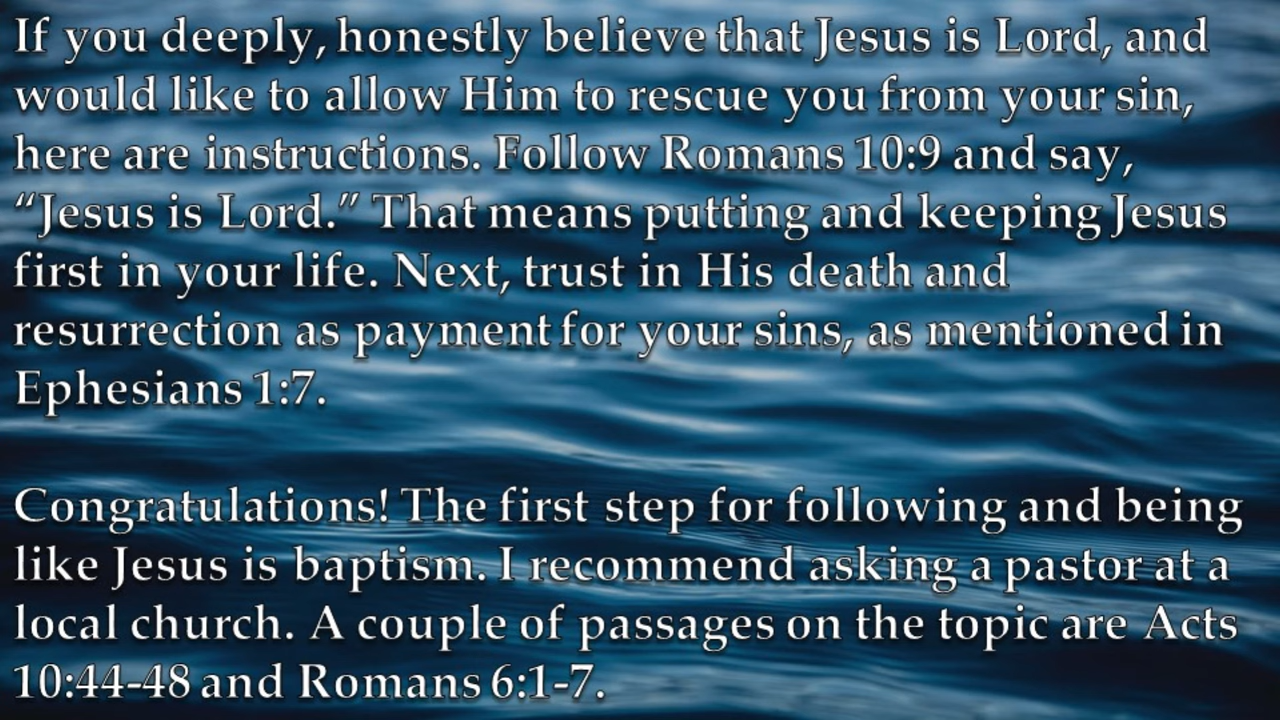 If you deeply, honestly believe that Jesus is Lord, and
would like to allow Him to rescue you from your sin,
here are instructions. Follow Romans 10:9 and say,
“Jesus is Lord.” That means putting and keeping Jesus
first in your life. Next, trust in His death and
resurrection as payment for your sins, as mentioned in
Ephesians 1:7.
Congratulations! The first step for following and being
like Jesus is baptism. I recommend asking a pastor at a
local church. A couple of passages on the topic are Acts
10:44-48 and Romans 6:1-7.